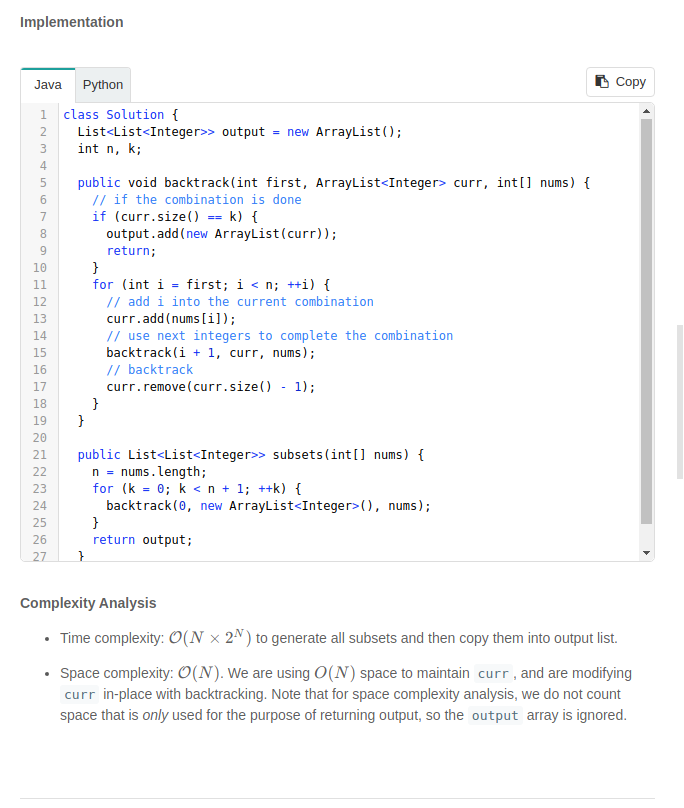 Implementation
Java Python Copy
1 class Solution {
2 List<List<Integer>> output = new ArrayList();
3 int n, k;
4
5 public void backtrack(int first, ArrayList<Integer> curr, int[] nums) {
6 // if the combination is done
7 if (curr.size() == k) {
8 output.add(new ArrayList(curr));
9 return;
10 }
11 for (int i = first; i < n; ++i) {
12 // add i into the current combination
13 curr.add(nums[i]);
14 // use next integers to complete the combination
15 backtrack(i + 1, curr, nums);
16 // backtrack
17 curr.remove(curr.size() - 1);
18 }
19 }
20
21 public List<List<Integer>> subsets(int[] nums) {
22 n = nums.length;
23 for (k = 0; k < n + 1; ++k) {
24 backtrack(0, new ArrayList<Integer>(), nums);
25 }
26 return output;
27 }
Complexity Analysis
• Time complexity: O(N × 2^N) to generate all subsets and then copy them into output list.
• Space complexity: O(N). We are using O(N) space to maintain curr , and are modifying
curr in-place with backtracking. Note that for space complexity analysis, we do not count
space that is only used for the purpose of returning output, so the output array is ignored.